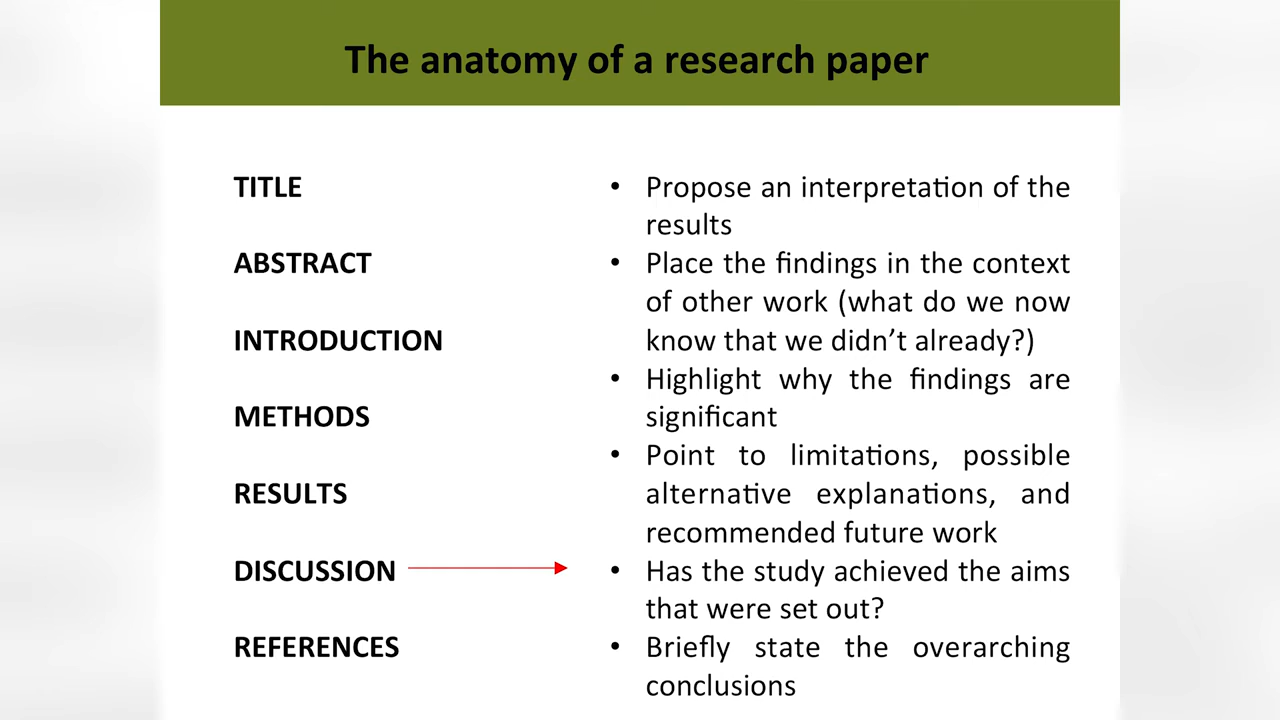 The anatomy of a research paper
TITLE
ABSTRACT
INTRODUCTION
METHODS
RESULTS
DISCUSSION
REFERENCES
• Propose an interpretation of the
results
• Place the findings in the context
of other work (what do we now
know that we didn’t already?)
• Highlight why the findings are
significant
• Point to limitations, possible
alternative explanations, and
recommended future work
• Has the study achieved the aims
that were set out?
• Briefly state the overarching
conclusions